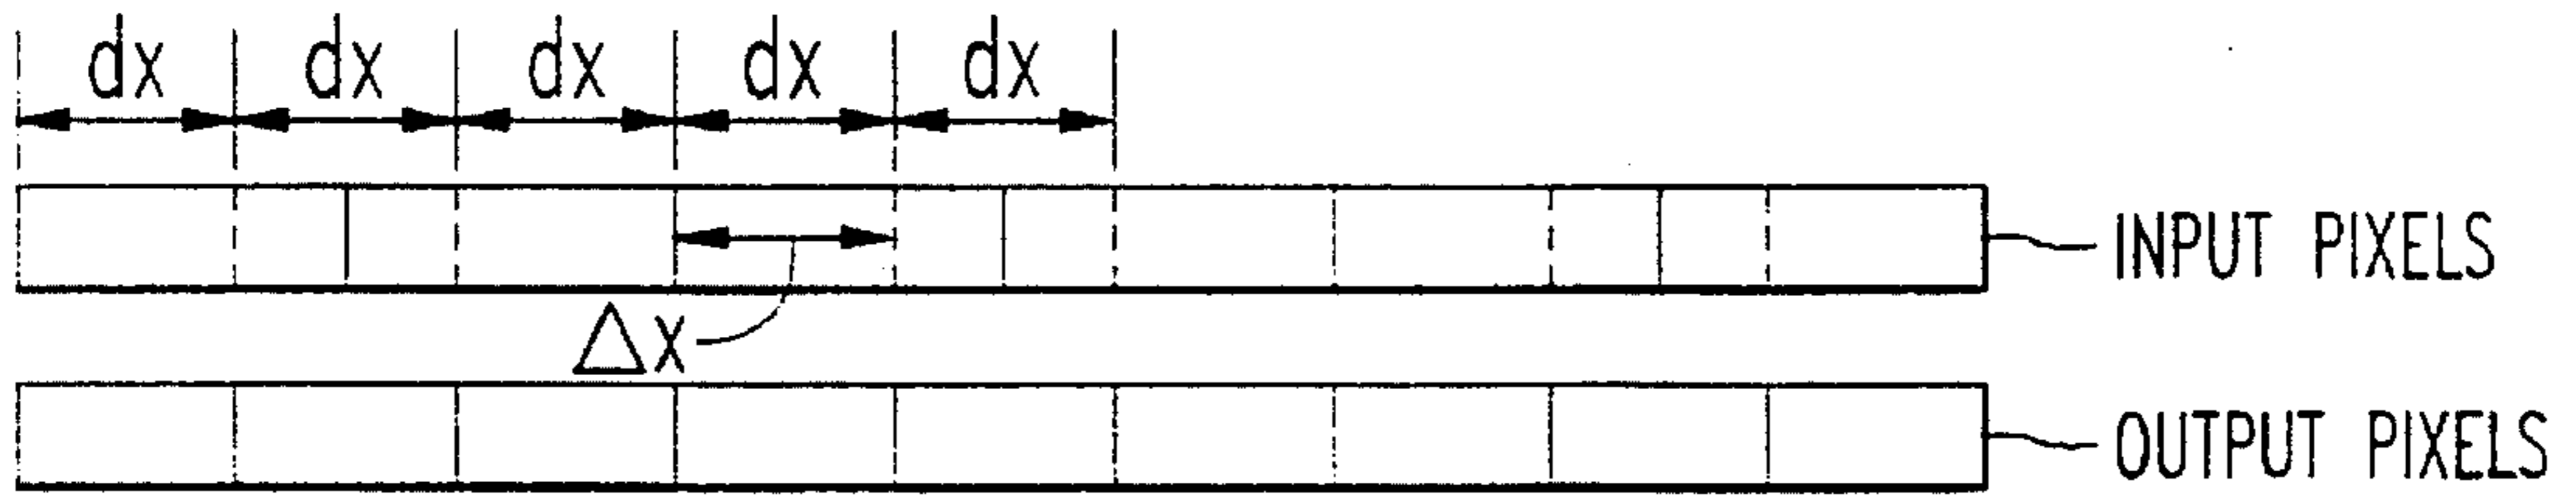 dx dx dx dx dx
INPUT PIXELS
Δx
OUTPUT PIXELS